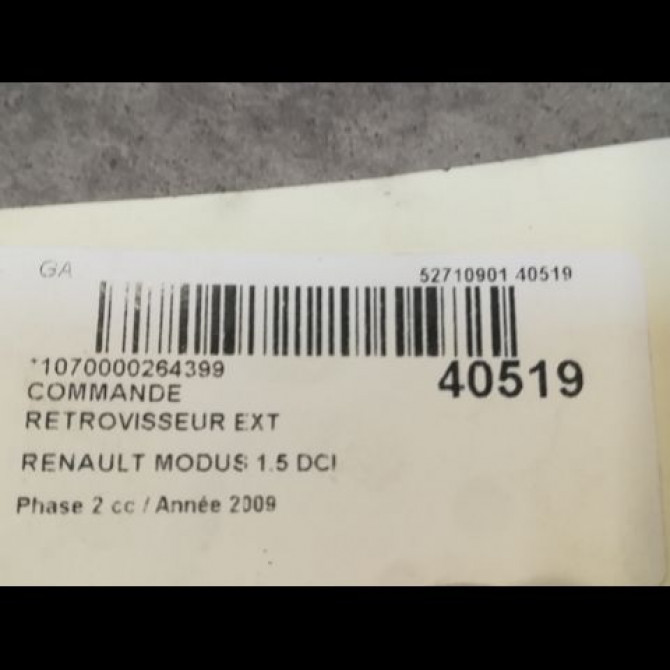 GA
52710901 40519
*1070000264399
40519
COMMANDE
RETROVISSEUR EXT
RENAULT MODUS 1.5 DCI
Phase 2 cc / Année 2009